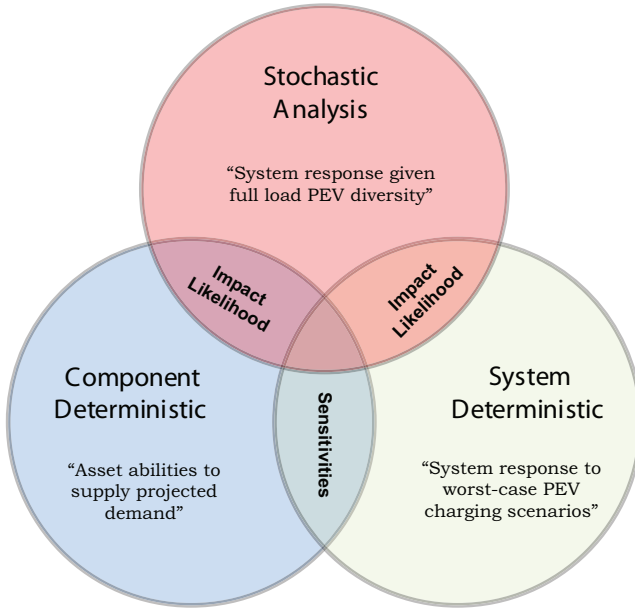 Stochastic
Analysis
“System response given
full load PEV diversity”
Impact
Likelihood
Impact
Likelihood
Component
Deterministic
“Asset abilities to
supply projected
demand”
Sensitivities
System
Deterministic
“System response to
worst-case PEV
charging scenarios”